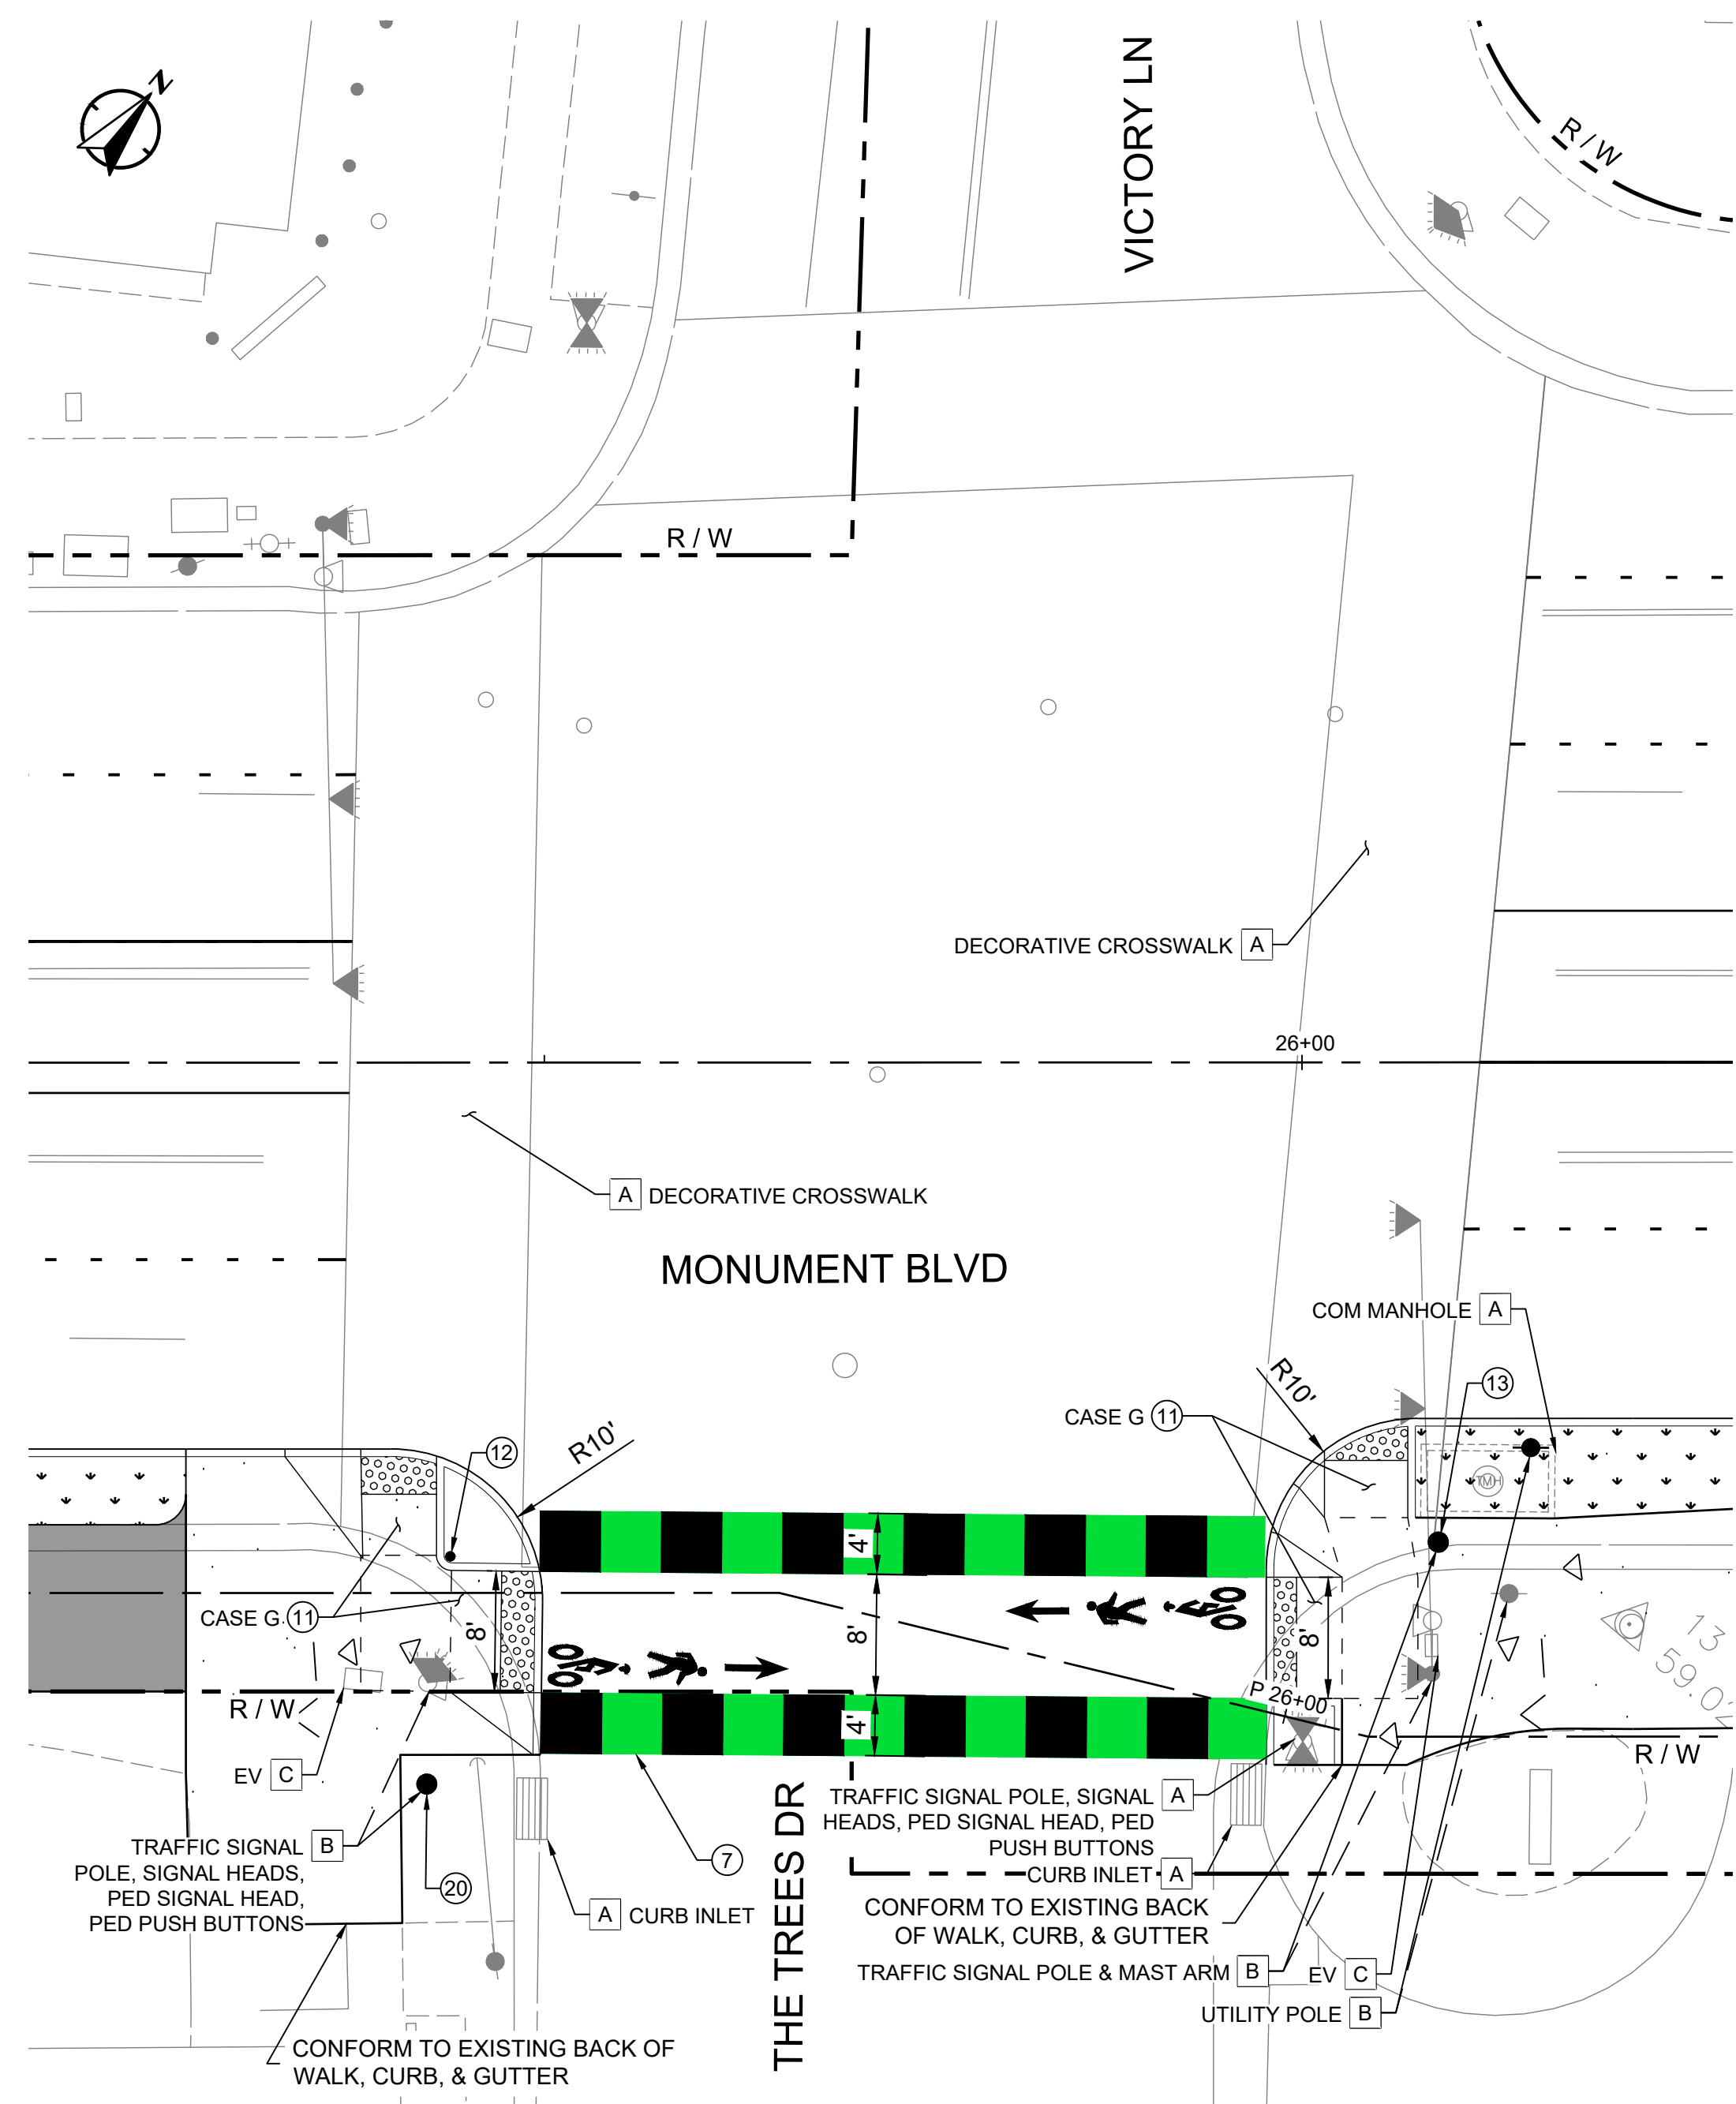 N
VICTORY LN
R / W
R / W
DECORATIVE CROSSWALK A
26+00
A DECORATIVE CROSSWALK
MONUMENT BLVD
COM MANHOLE A
13
R10'
CASE G 11
12
R10'
TMH
4'
CASE G 11
8'
8'
8'
13
59.0
R / W
P 26+00
4'
R / W
EV C
TRAFFIC SIGNAL POLE, SIGNAL A
HEADS, PED SIGNAL HEAD, PED
PUSH BUTTONS
TRAFFIC SIGNAL B
POLE, SIGNAL HEADS,
PED SIGNAL HEAD,
PED PUSH BUTTONS
7
20
CURB INLET A
A CURB INLET
THE TREES DR
CONFORM TO EXISTING BACK
OF WALK, CURB, & GUTTER
TRAFFIC SIGNAL POLE & MAST ARM B
EV C
UTILITY POLE B
CONFORM TO EXISTING BACK OF
WALK, CURB, & GUTTER